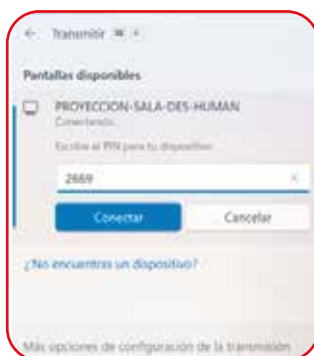 Transmitir
Pantallas disponibles
PROYECCION-SALA-DES-HUMAN
Conectando.
Escribe el PIN para tu dispositivo
2669
Conectar Cancelar
¿No encuentras un dispositivo?
Más opciones de configuración de la transmisión